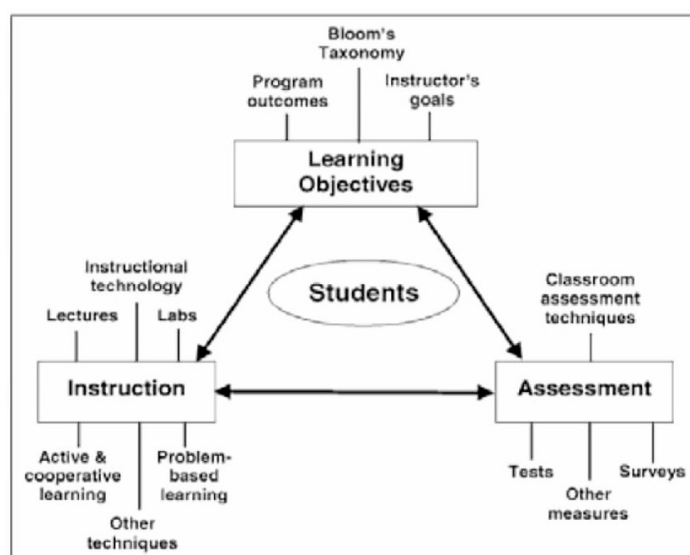 Bloom's
Taxonomy
Program
outcomes
Instructor's
goals
Learning
Objectives
Instructional
technology
Lectures
Labs
Students
Classroom
assessment
techniques
Instruction
Assessment
Active &
cooperative
learning
Problem-
based
learning
Other
techniques
Tests
Surveys
Other
measures